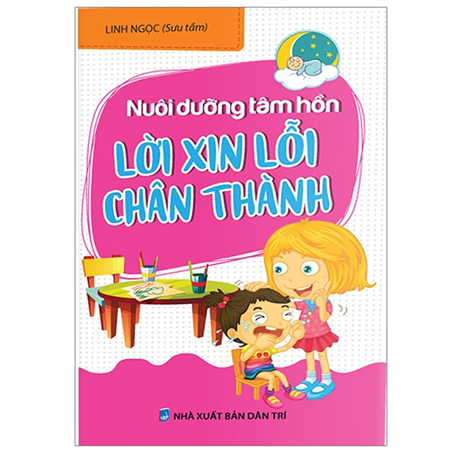 LINH NGỌC (Sưu tầm)
Nuôi dưỡng tâm hồn
LỜI XIN LỖI
CHÂN THÀNH
NHÀ XUẤT BẢN DÂN TRÍ